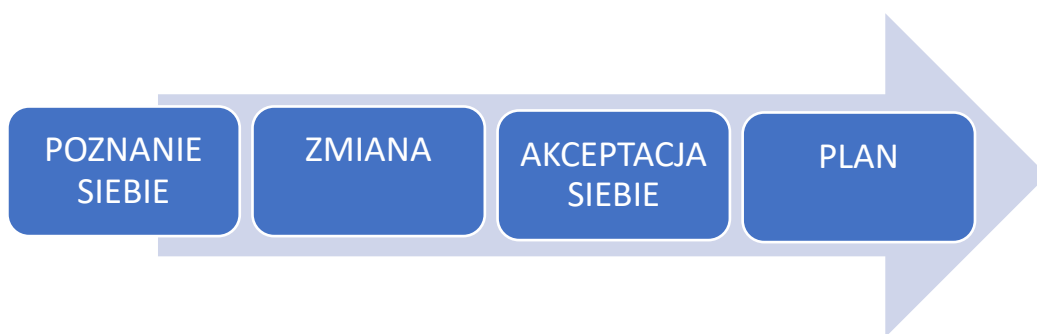 POZNANIE
SIEBIE
ZMIANA
AKCEPTACJA
SIEBIE
PLAN